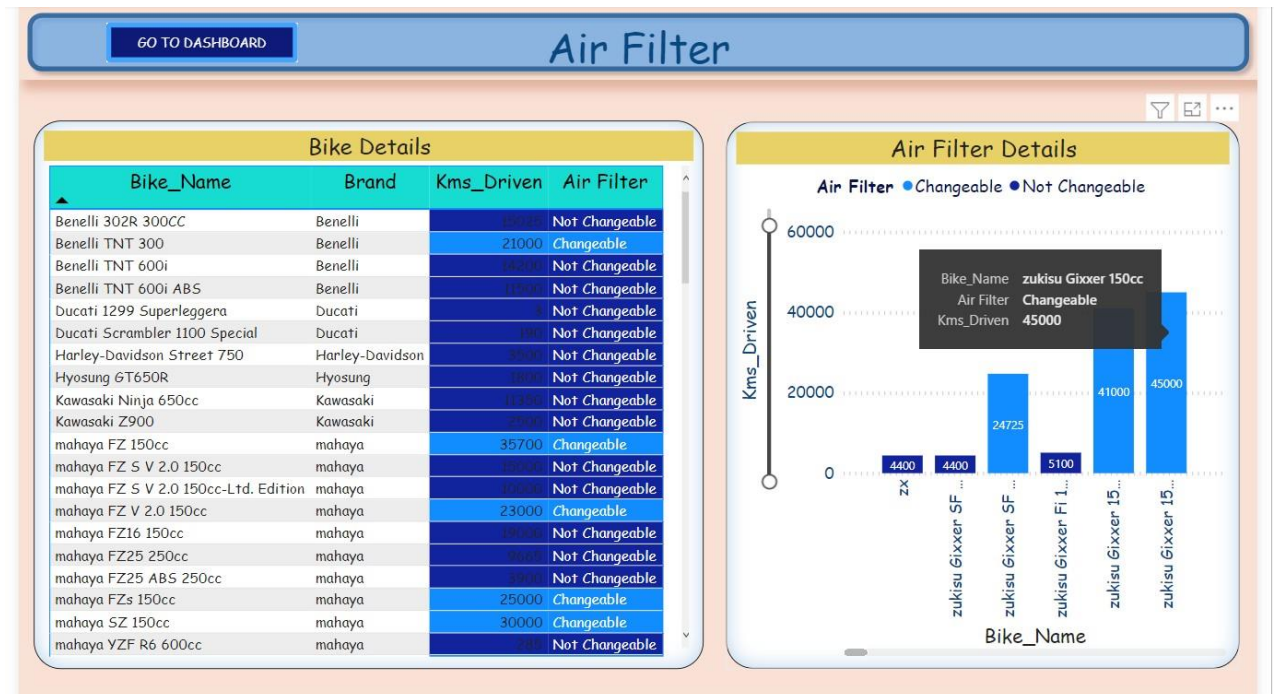 GO TO DASHBOARD
Air Filter
Bike Details
Bike_Name Brand Kms_Driven Air Filter
Benelli 302R 300CC Benelli Not Changeable
Benelli TNT 300 Benelli 21000 Changeable
Benelli TNT 600i Benelli Not Changeable
Benelli TNT 600i ABS Benelli Not Changeable
Ducati 1299 Superleggera Ducati 3 Not Changeable
Ducati Scrambler 1100 Special Ducati 190 Not Changeable
Harley-Davidson Street 750 Harley-Davidson Not Changeable
Hyosung GT650R Hyosung Not Changeable
Kawasaki Ninja 650cc Kawasaki Not Changeable
Kawasaki Z900 Kawasaki Not Changeable
mahaya FZ 150cc mahaya 35700 Changeable
mahaya FZ S V 2.0 150cc mahaya Not Changeable
mahaya FZ S V 2.0 150cc-Ltd. Edition mahaya Not Changeable
mahaya FZ V 2.0 150cc mahaya 23000 Changeable
mahaya FZ16 150cc mahaya Not Changeable
mahaya FZ25 250cc mahaya Not Changeable
mahaya FZ25 ABS 250cc mahaya Not Changeable
mahaya FZs 150cc mahaya 25000 Changeable
mahaya SZ 150cc mahaya 30000 Changeable
mahaya YZF R6 600cc mahaya Not Changeable
Air Filter Details
Air Filter Changeable Not Changeable
60000
40000
20000
0
Kms_Driven
Bike_Name zukisu Gixxer 150cc
Air Filter Changeable
Kms_Driven 45000
4400
4400
24725
5100
41000
45000
zx
zukisu Gixxer SF ...
zukisu Gixxer SF ...
zukisu Gixxer Fi 1...
zukisu Gixxer 15...
zukisu Gixxer 15...
Bike_Name